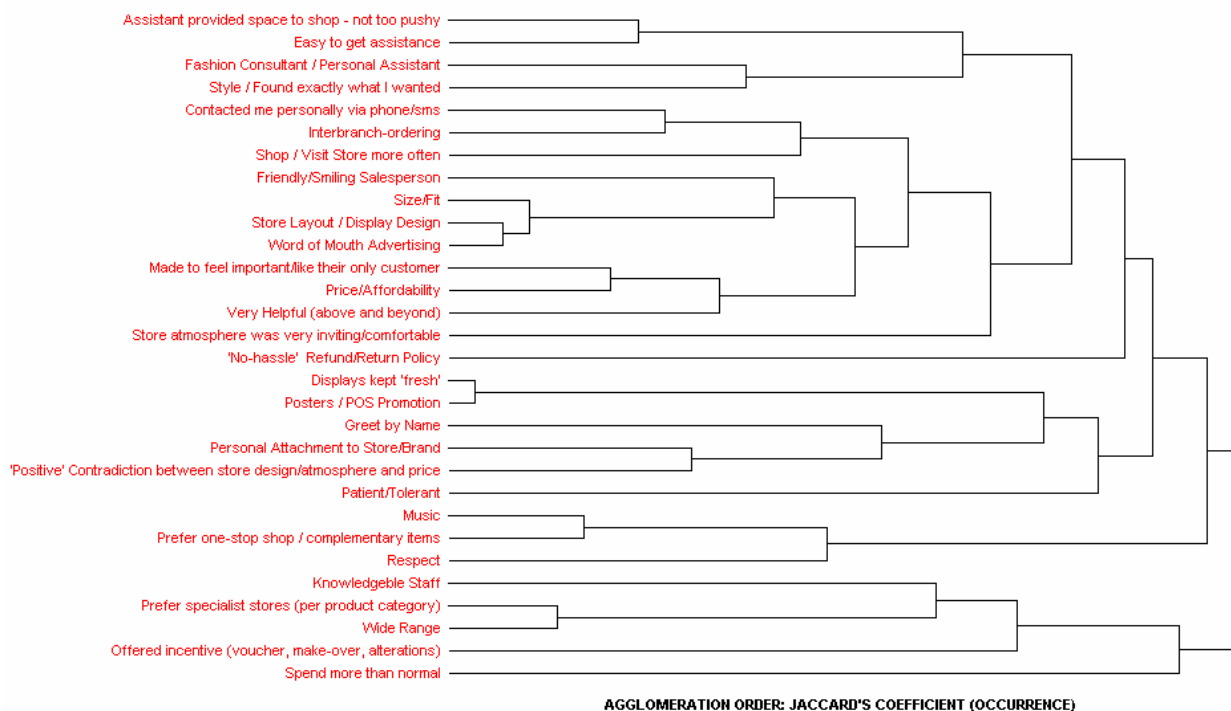 Assistant provided space to shop - not too pushy
Easy to get assistance
Fashion Consultant / Personal Assistant
Style / Found exactly what I wanted
Contacted me personally via phone/sms
Interbranch-ordering
Shop / Visit Store more often
Friendly/Smiling Salesperson
Size/Fit
Store Layout / Display Design
Word of Mouth Advertising
Made to feel important/like their only customer
Price/Affordability
Very Helpful (above and beyond)
Store atmosphere was very inviting/comfortable
'No-hassle' Refund/Return Policy
Displays kept 'fresh'
Posters / POS Promotion
Greet by Name
Personal Attachment to Store/Brand
'Positive' Contradiction between store design/atmosphere and price
Patient/Tolerant
Music
Prefer one-stop shop / complementary items
Respect
Knowledgeble Staff
Prefer specialist stores (per product category)
Wide Range
Offered incentive (voucher, make-over, alterations)
Spend more than normal
AGGLOMERATION ORDER: JACCARD'S COEFFICIENT (OCCURRENCE)